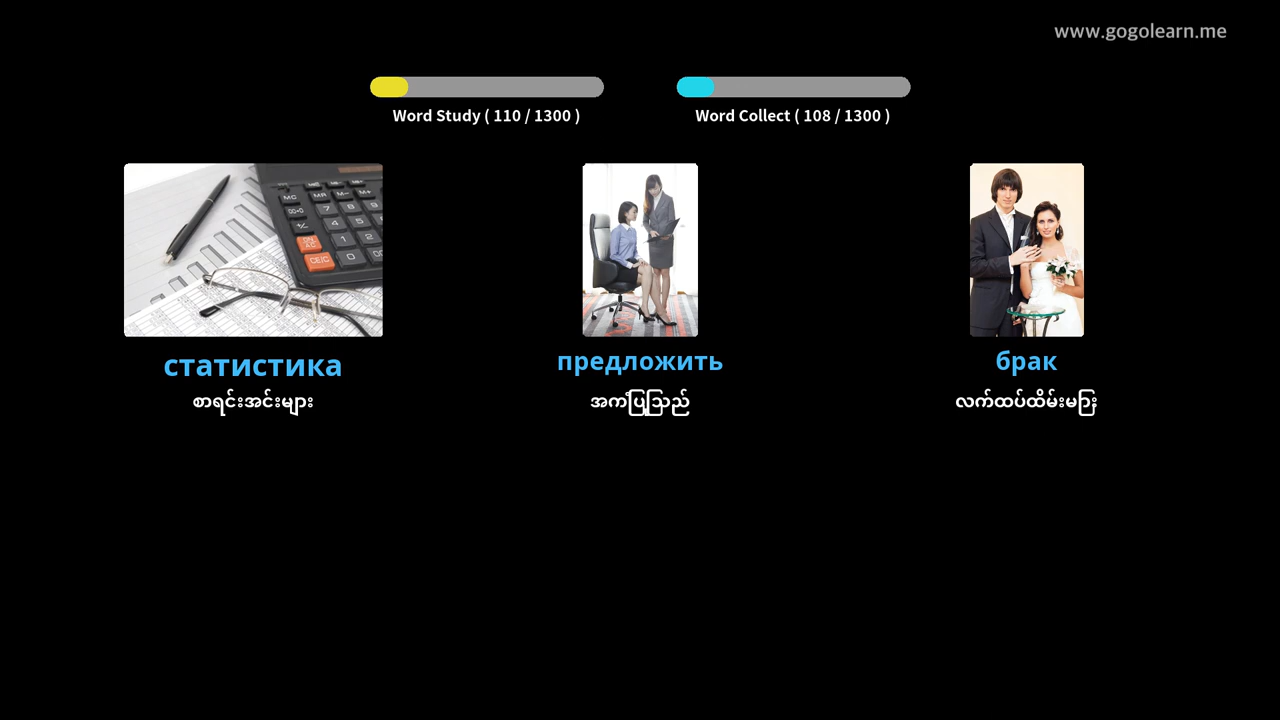 www.gogolearn.me
Word Study ( 110 / 1300 )
Word Collect ( 108 / 1300 )
статистика
предложить
брак
စာရင်းအင်းများ
အကံပြုသြည်
လက်ထပ်ထိမ်းမြား